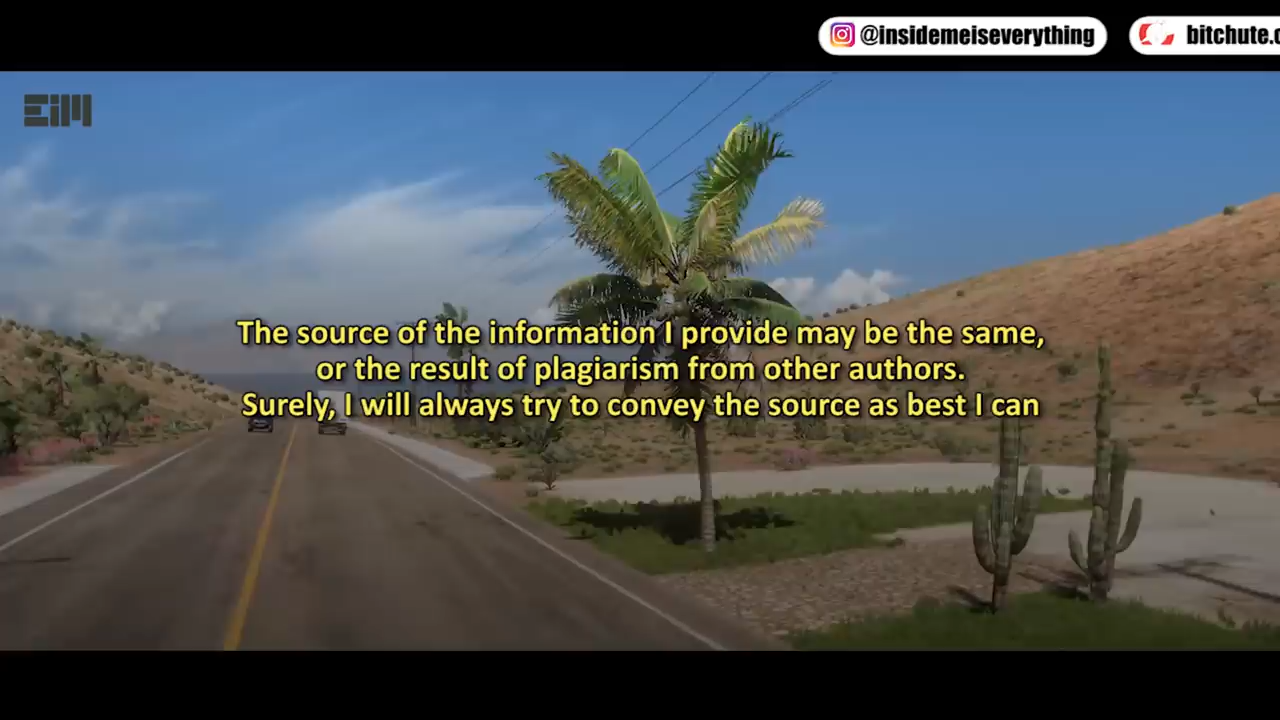 @insidemeiseverything
bitchute.c
EiM
The source of the information I provide may be the same,
or the result of plagiarism from other authors.
Surely, I will always try to convey the source as best I can